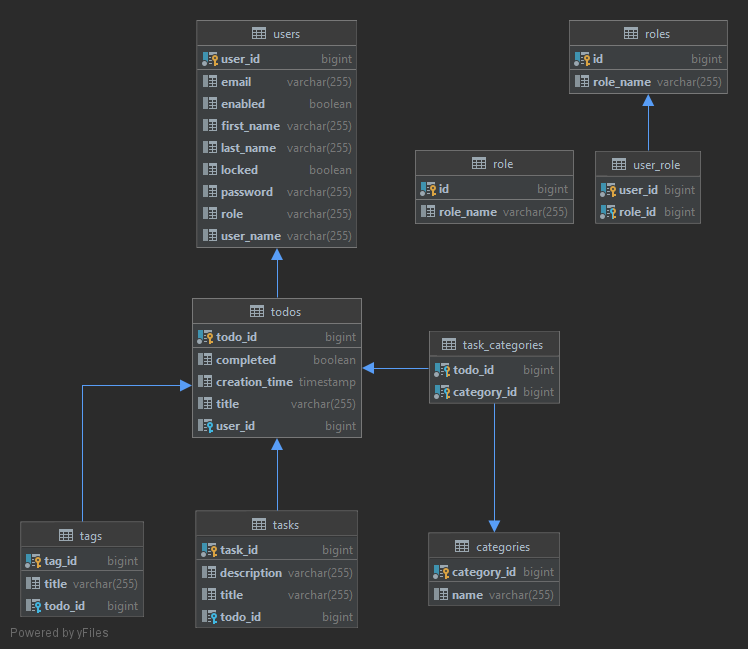 users
user_id bigint
email varchar(255)
enabled boolean
first_name varchar(255)
last_name varchar(255)
locked boolean
password varchar(255)
role varchar(255)
user_name varchar(255)
roles
id bigint
role_name varchar(255)
role
id bigint
role_name varchar(255)
user_role
user_id bigint
role_id bigint
todos
todo_id bigint
completed boolean
creation_time timestamp
title varchar(255)
user_id bigint
task_categories
todo_id bigint
category_id bigint
tags
tag_id bigint
title varchar(255)
todo_id bigint
tasks
task_id bigint
description varchar(255)
title varchar(255)
todo_id bigint
categories
category_id bigint
name varchar(255)
Powered by yFiles